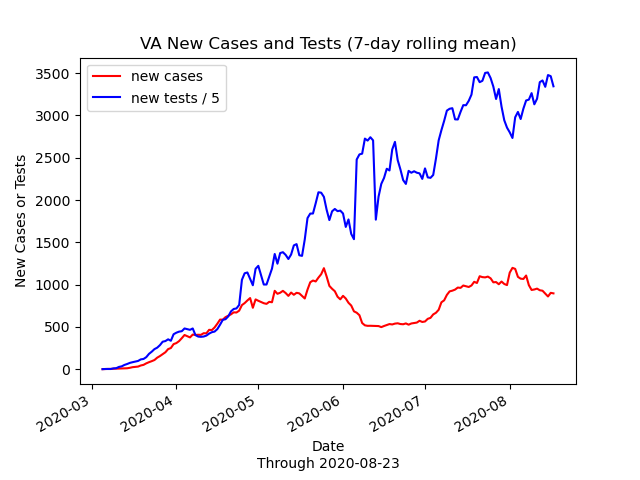 VA New Cases and Tests (7-day rolling mean)
new cases
new tests / 5
New Cases or Tests
3500
3000
2500
2000
1500
1000
500
0
2020-03
2020-04
2020-05
2020-06
2020-07
2020-08
Date
Through 2020-08-23